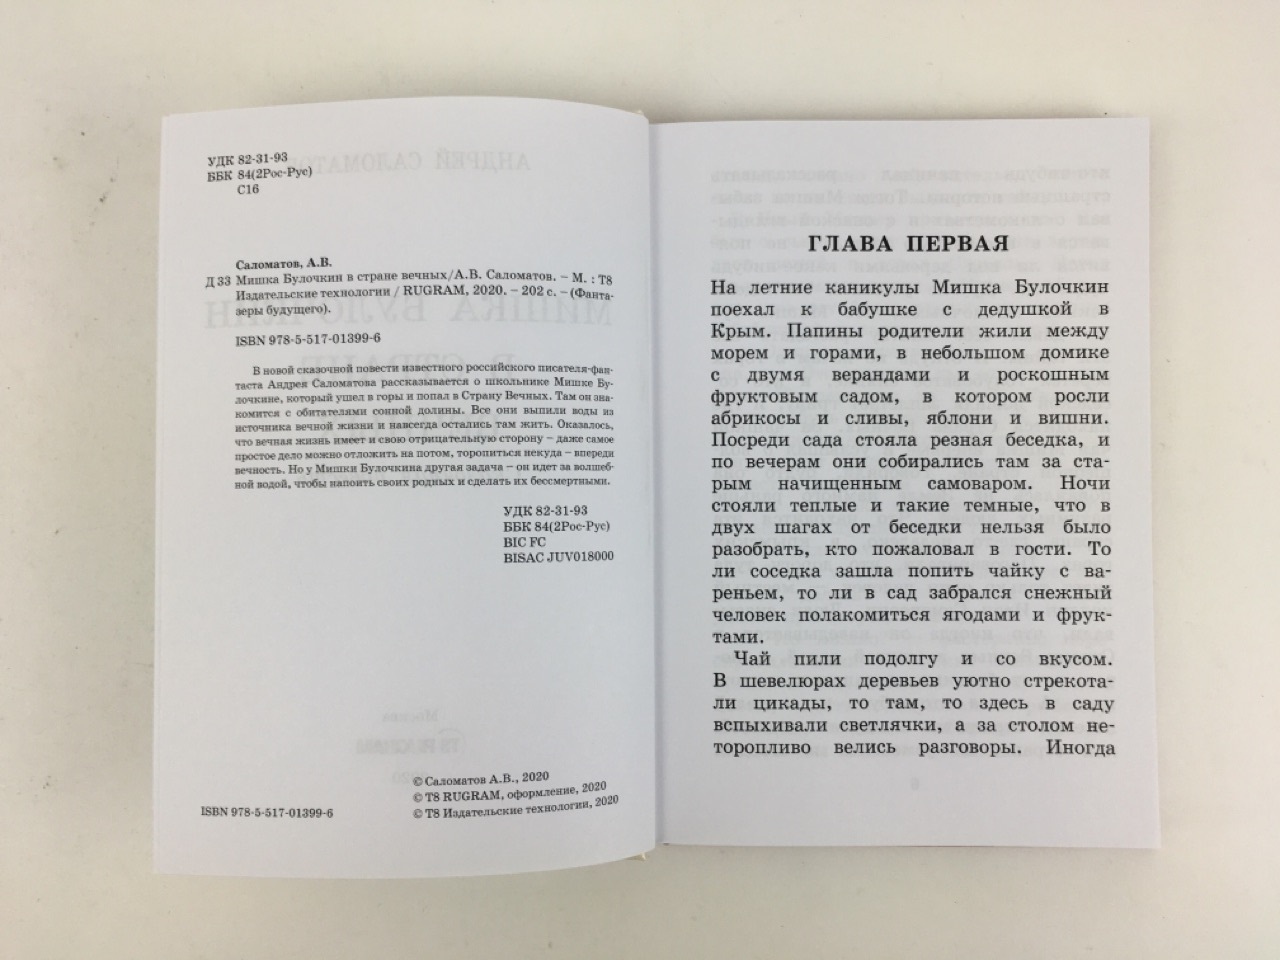 УДК 82-31-93
ББК 84(2Рос-Рус)
С16
Саломатов, А.В.
Д 33 Мишка Булочкин в стране вечных/А.В. Саломатов. – М. : Т8
Издательские технологии / RUGRAM, 2020. – 202 с. – (Фанта-
зеры будущего).
ISBN 978-5-517-01399-6
В новой сказочной повести известного российского писателя-фан-
таста Андрея Саломатова рассказывается о школьнике Мишке Бу-
лочкине, который ушел в горы и попал в Страну Вечных. Там он зна-
комится с обитателями сонной долины. Все они выпили воды из
источника вечной жизни и навсегда остались там жить. Оказалось,
что вечная жизнь имеет и свою отрицательную сторону – даже самое
простое дело можно отложить на потом, торопиться некуда – впереди
вечность. Но у Мишки Булочкина другая задача – он идет за волшеб-
ной водой, чтобы напоить своих родных и сделать их бессмертными.
УДК 82-31-93
ББК 84(2Рос-Рус)
BIC FC
BISAC JUV018000
© Саломатов А.В., 2020
© Т8 RUGRAM, оформление, 2020
© Т8 Издательские технологии, 2020
ISBN 978-5-517-01399-6
ГЛАВА ПЕРВАЯ
На летние каникулы Мишка Булочкин
поехал к бабушке с дедушкой в
Крым. Папины родители жили между
морем и горами, в небольшом домике
с двумя верандами и роскошным
фруктовым садом, в котором росли
абрикосы и сливы, яблони и вишни.
Посреди сада стояла резная беседка, и
по вечерам они собирались там за ста-
рым начищенным самоваром. Ночи
стояли теплые и такие темные, что в
двух шагах от беседки нельзя было
разобрать, кто пожаловал в гости. То
ли соседка зашла попить чайку с ва-
реньем, то ли в сад забрался снежный
человек полакомиться ягодами и фрук-
тами.
Чай пили подолгу и со вкусом.
В шевелюрах деревьев уютно стрекота-
ли цикады, то там, то здесь в саду
вспыхивали светлячки, а за столом не-
торопливо велись разговоры. Иногда